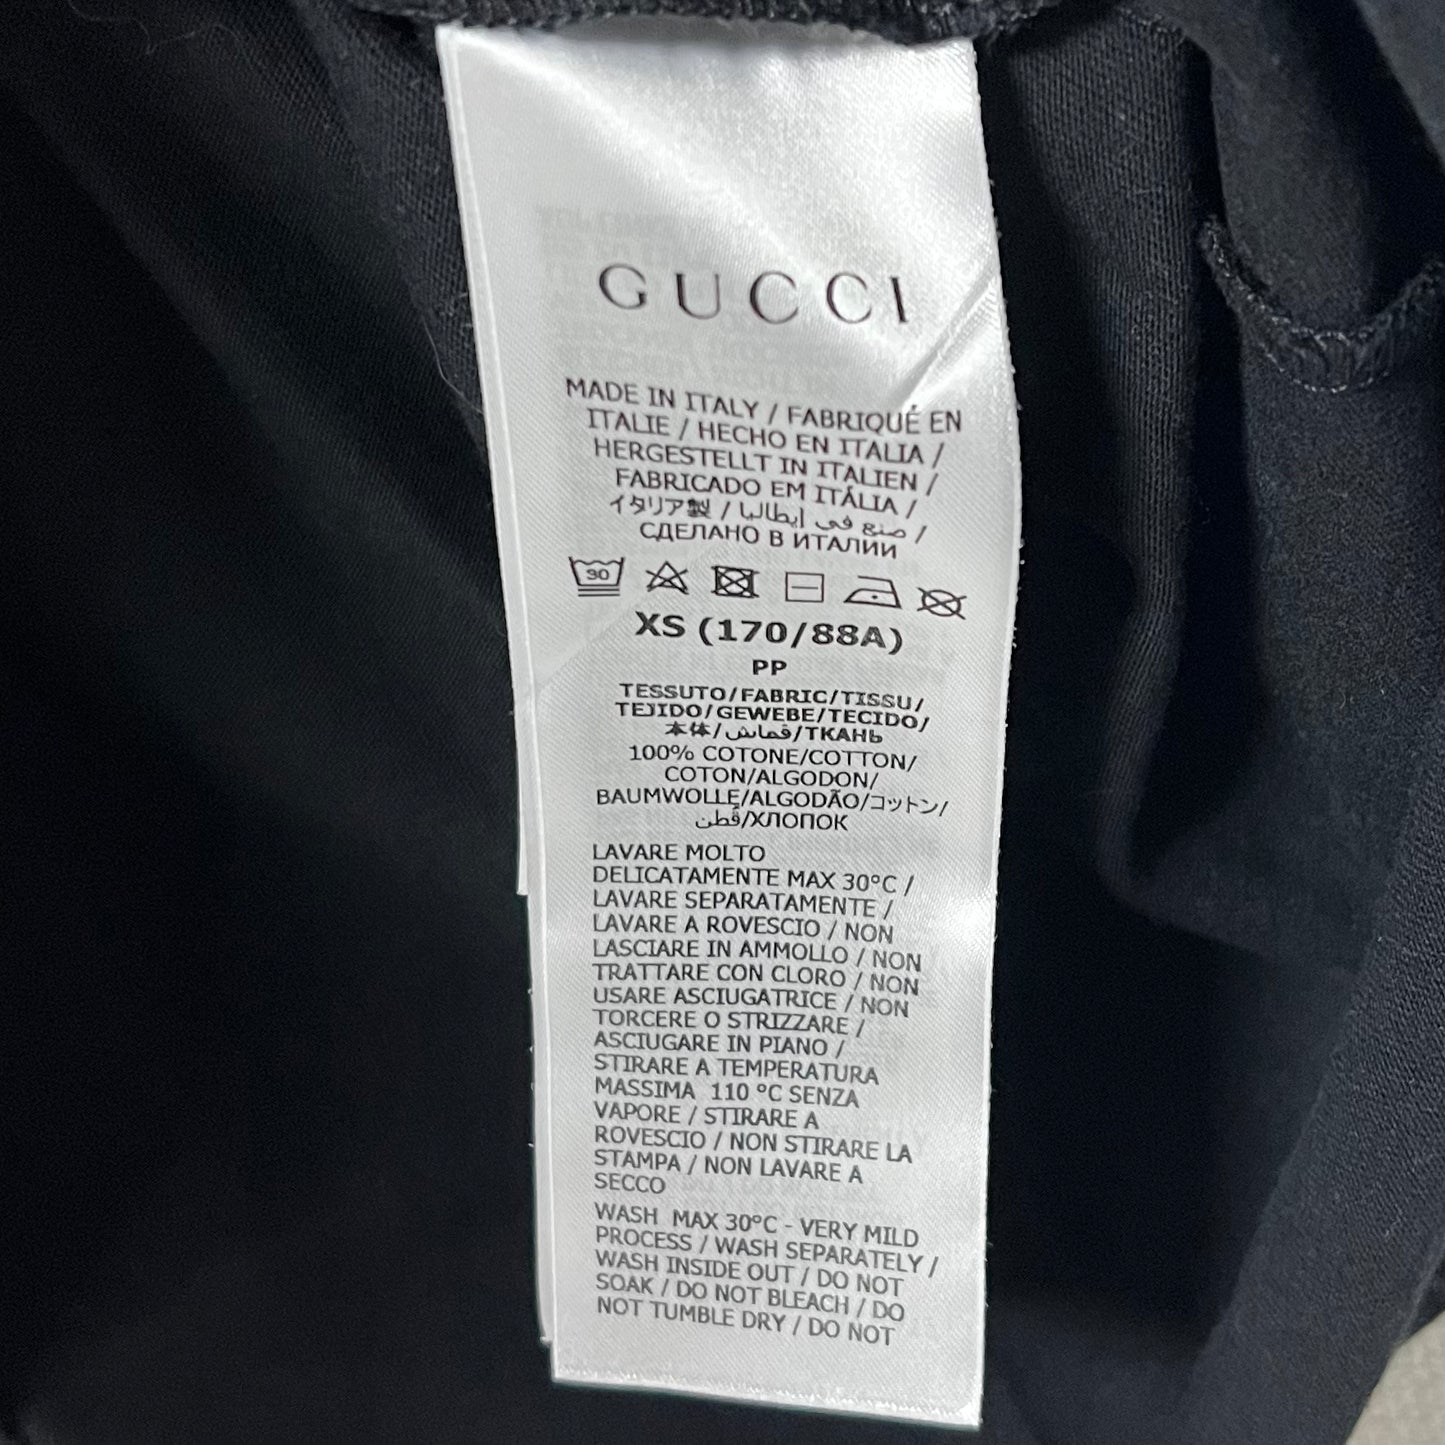 GUCCI
MADE IN ITALY / FABRIQUÉ EN
ITALIE / HECHO EN ITALIA /
HERGESTELLT IN ITALIEN /
FABRICADO EM ITÁLIA /
イタリア製 / صنع في إيطاليا /
СДЕЛАНО В ИТАЛИИ
30
XS (170/88A)
PP
TESSUTO/FABRIC/TISSU/
TEJIDO/GEWEBE/TECIDO/
本体/قماش/ТКАНЬ
100% COTONE/COTTON/
COTON/ALGODON/
BAUMWOLLE/ALGODÃO/コットン/
قطن/ХЛОПОК
LAVARE MOLTO
DELICATAMENTE MAX 30°C /
LAVARE SEPARATAMENTE /
LAVARE A ROVESCIO / NON
LASCIARE IN AMMOLLO / NON
TRATTARE CON CLORO / NON
USARE ASCIUGATRICE / NON
TORCERE O STRIZZARE /
ASCIUGARE IN PIANO /
STIRARE A TEMPERATURA
MASSIMA 110 °C SENZA
VAPORE / STIRARE A
ROVESCIO / NON STIRARE LA
STAMPA / NON LAVARE A
SECCO
WASH MAX 30°C - VERY MILD
PROCESS / WASH SEPARATELY /
WASH INSIDE OUT / DO NOT
SOAK / DO NOT BLEACH / DO
NOT TUMBLE DRY / DO NOT